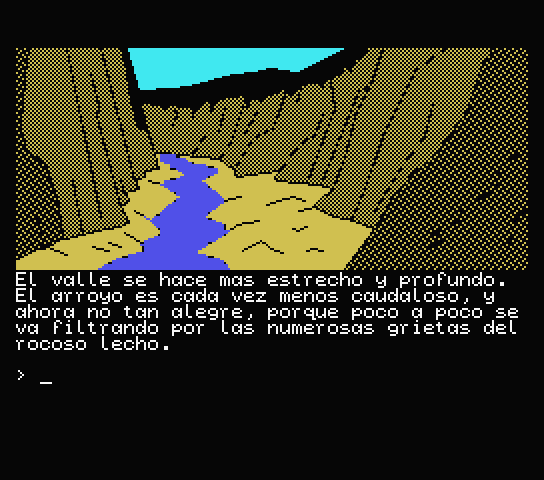 El valle se hace mas estrecho y profundo.
El arroyo es cada vez menos caudaloso, y
ahora no tan alegre, porque poco a poco se
va filtrando por las numerosas grietas del
rocoso lecho.
> _